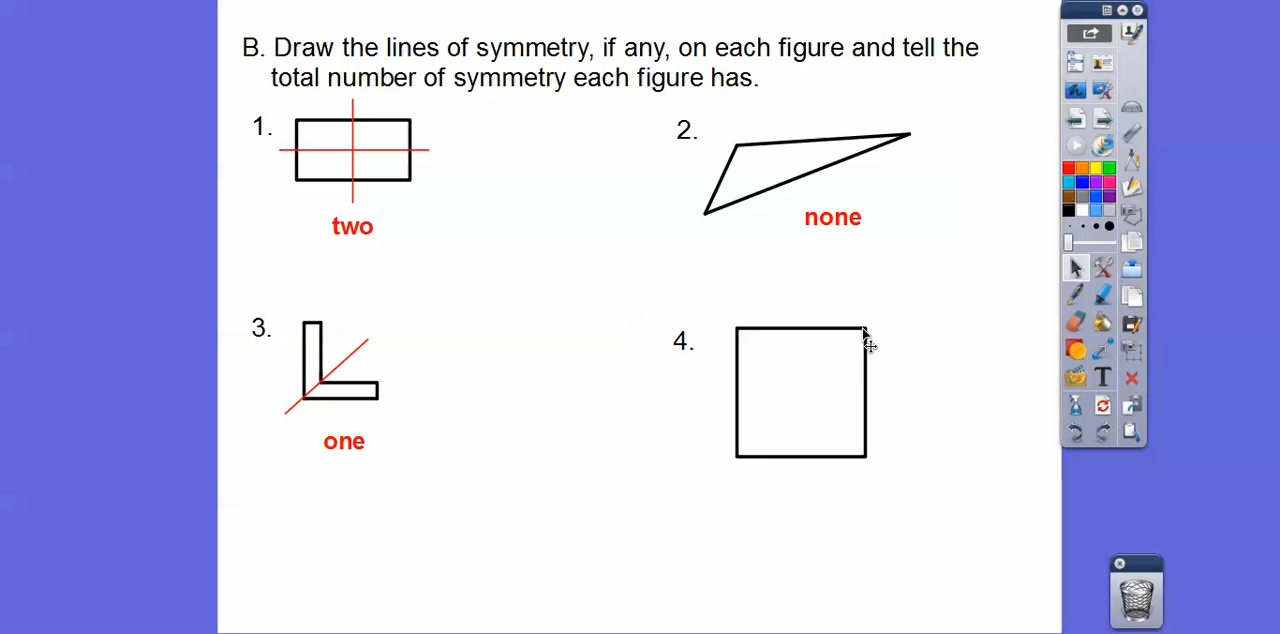 B. Draw the lines of symmetry, if any, on each figure and tell the
total number of symmetry each figure has.
1.
two
2.
none
3.
one
4.
T